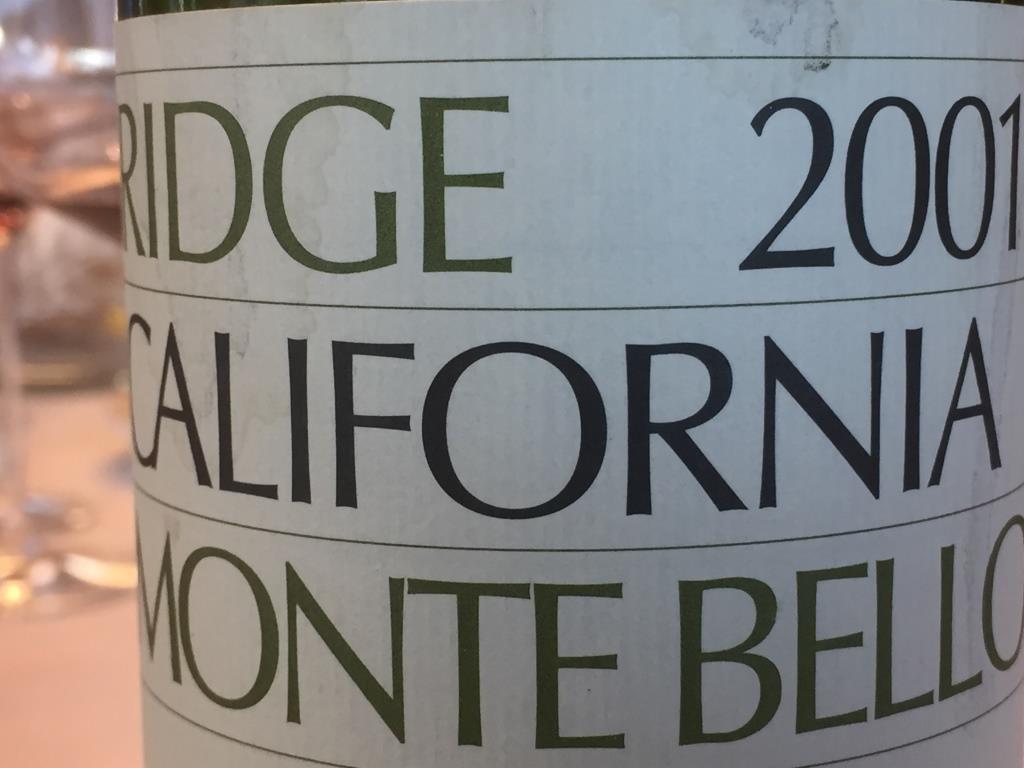 RIDGE 2001
CALIFORNIA
MONTE BELLO